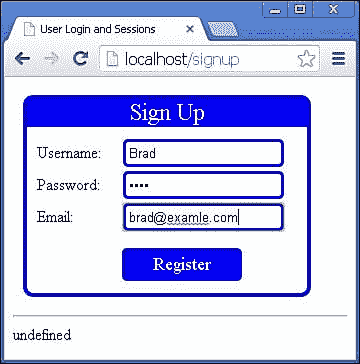 User Login and Sessions
localhost/signup
Sign Up
Username: Brad
Password: ••••
Email: brad@examle.com
Register
undefined